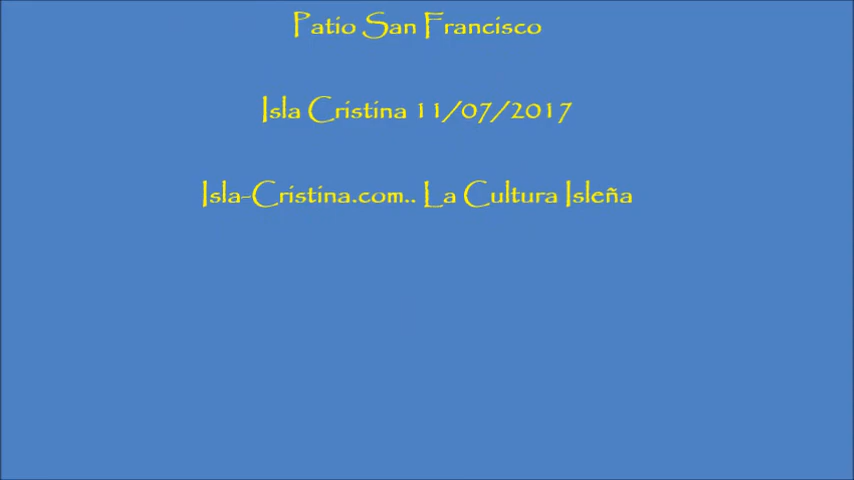 Patio San Francisco
Isla Cristina 11/07/2017
Isla-Cristina.com.. La Cultura Isleña